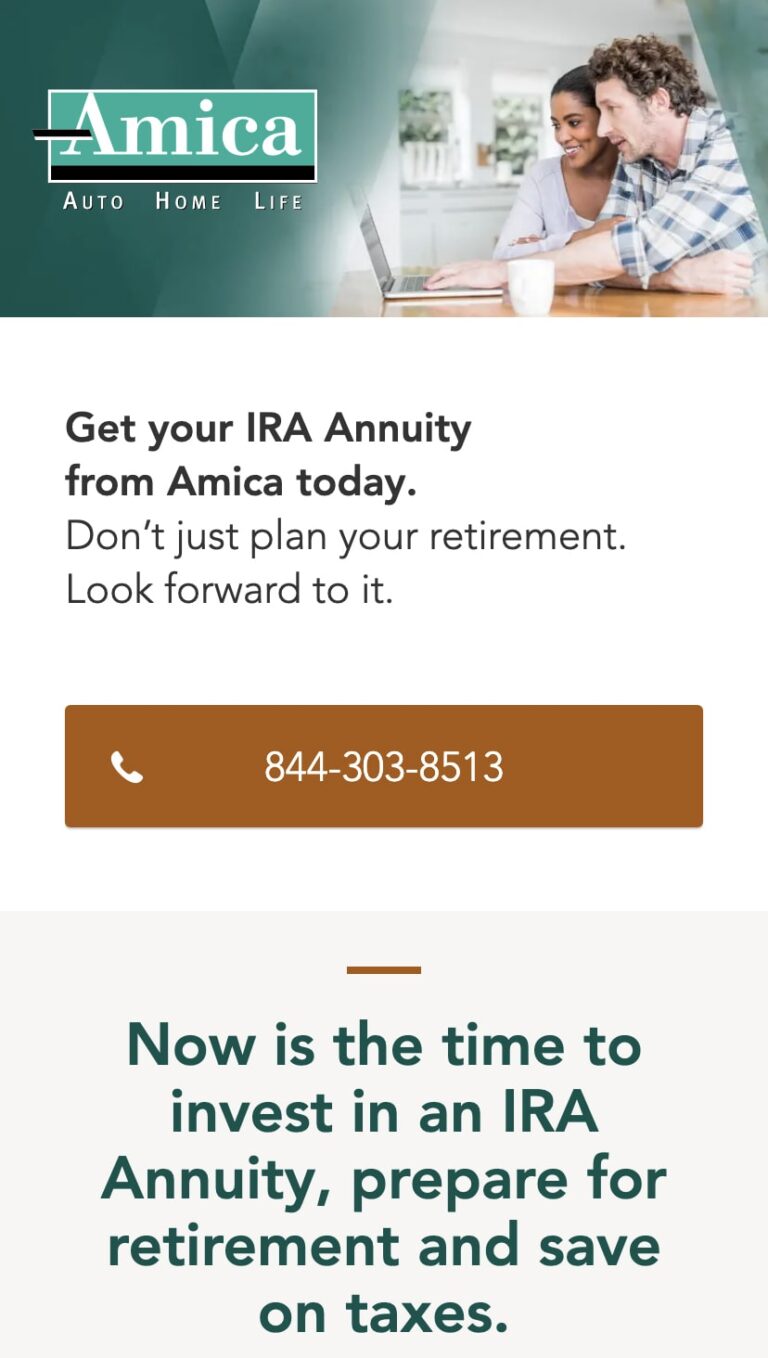 Amica
AUTO HOME LIFE
Get your IRA Annuity
from Amica today.
Don’t just plan your retirement.
Look forward to it.
844-303-8513
Now is the time to
invest in an IRA
Annuity, prepare for
retirement and save
on taxes.